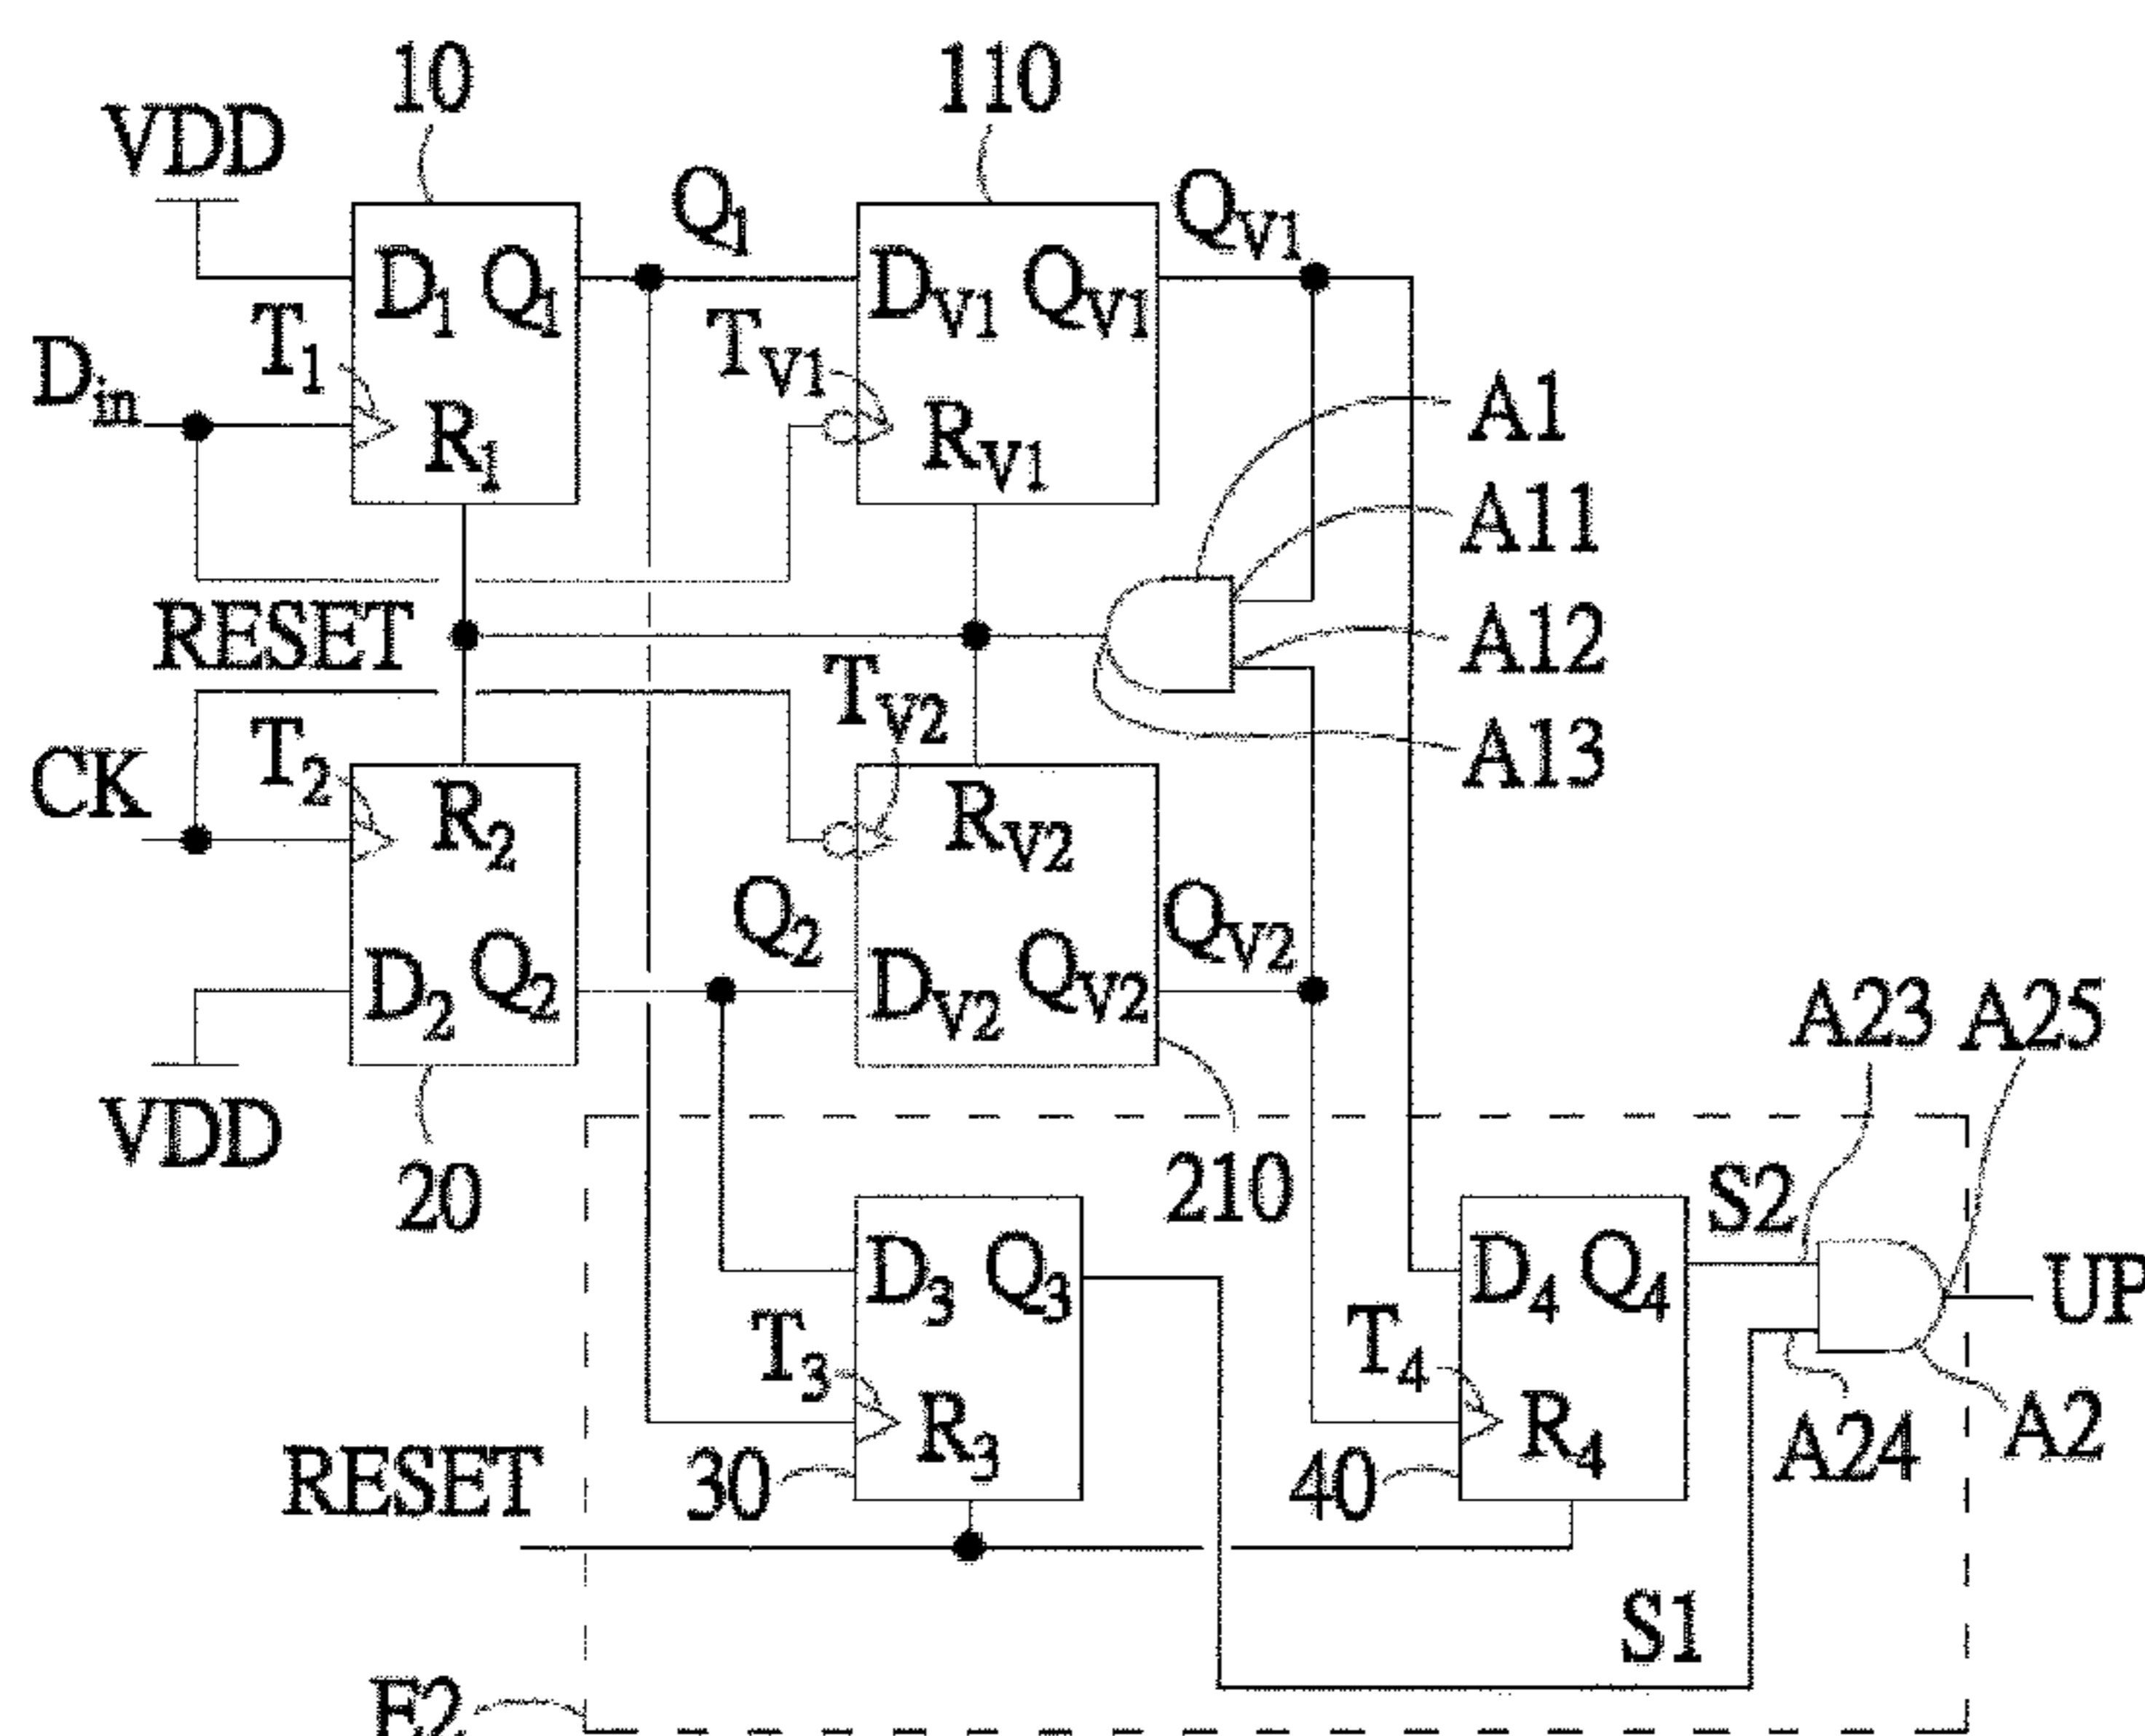 10
110
VDD
Q1
QV1
D1 Q1
DV1 QV1
T1
TV1
Din
R1
RV1
A1
A11
RESET
A12
TV2
A13
CK
T2
R2
RV2
Q2
QV2
D2 Q2
DV2 QV2
A23 A25
VDD
20
210
S2
D3 Q3
D4 Q4
UP
T3
T4
R3
R4
A24
A2
RESET
30
40
S1